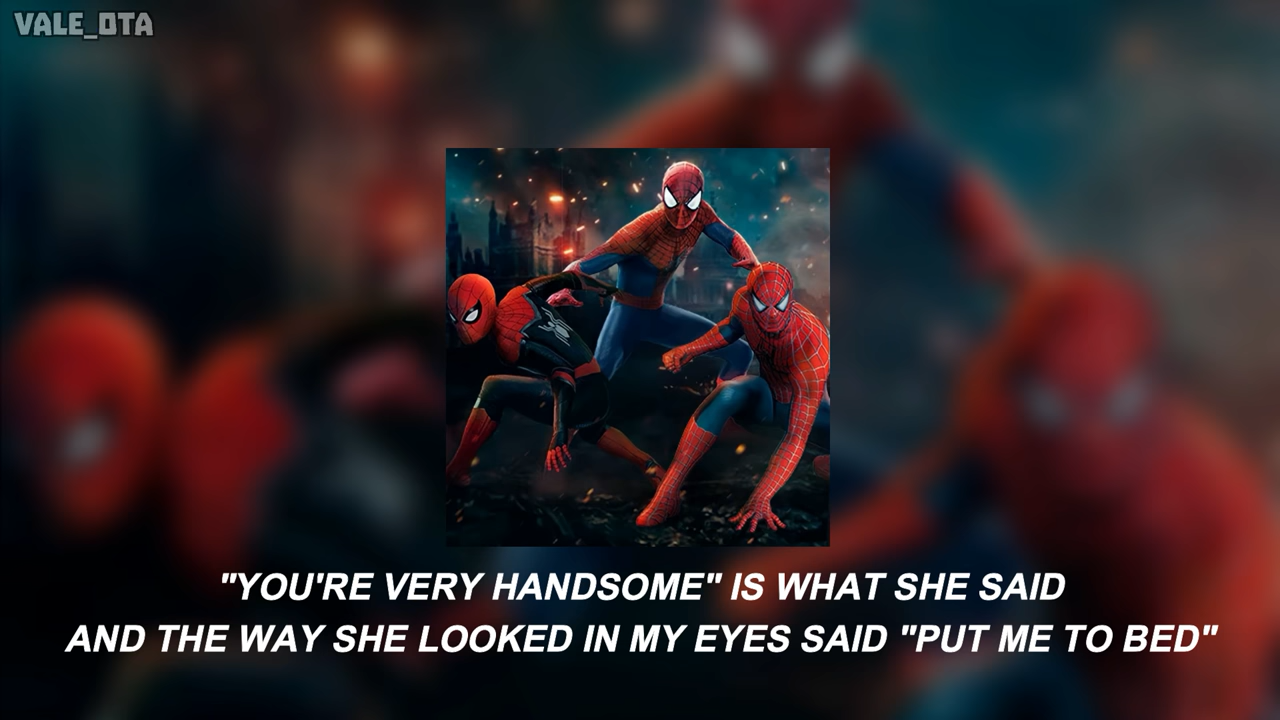 VALE_OTA
"YOU'RE VERY HANDSOME" IS WHAT SHE SAID
AND THE WAY SHE LOOKED IN MY EYES SAID "PUT ME TO BED"